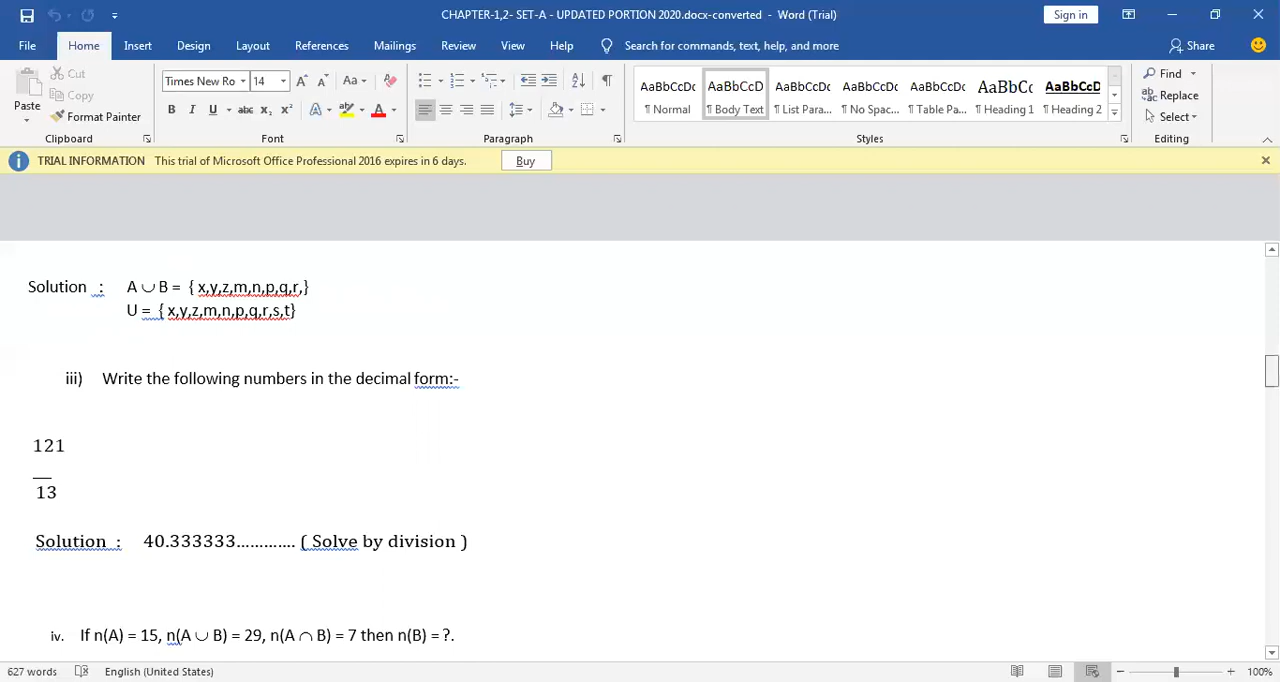 CHAPTER-1,2- SET-A - UPDATED PORTION 2020.docx-converted - Word (Trial)
Sign in
File Home Insert Design Layout References Mailings Review View Help Search for commands, text, help, and more Share
Paste Cut Copy Format Painter
Times New Ro 14
AaBbCcDc AaBbCcD AaBbCcDc AaBbCcDc AaBbCcDc AaBbCc AaBbCcD
¶ Normal ¶ Body Text ¶ List Para... ¶ No Spac... ¶ Table Pa... ¶ Heading 1 ¶ Heading 2
Find Replace Select
Clipboard Font Paragraph Styles Editing
TRIAL INFORMATION This trial of Microsoft Office Professional 2016 expires in 6 days. Buy
Solution : A ∪ B = { x,y,z,m,n,p,q,r,}
U = { x,y,z,m,n,p,q,r,s,t}
iii) Write the following numbers in the decimal form:-
121
13
Solution : 40.333333............. ( Solve by division )
iv. If n(A) = 15, n(A ∪ B) = 29, n(A ∩ B) = 7 then n(B) = ?.
627 words English (United States) 100%